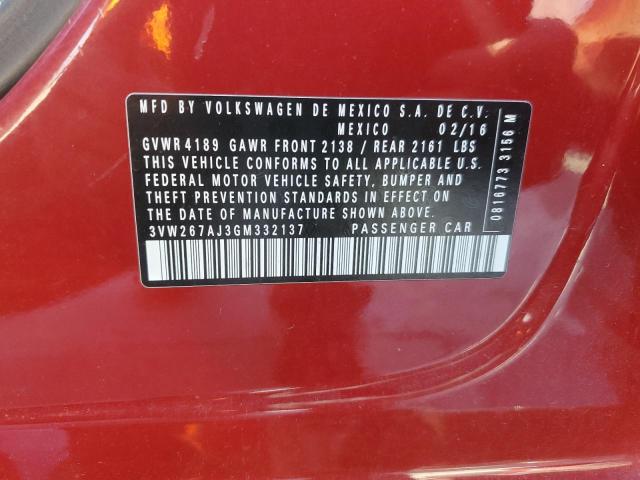 MFD BY VOLKSWAGEN DE MEXICO S.A. DE C.V.
MEXICO 02/16
GVWR 4189 GAWR FRONT 2138 / REAR 2161 LBS
THIS VEHICLE CONFORMS TO ALL APPLICABLE U.S.
FEDERAL MOTOR VEHICLE SAFETY, BUMPER AND
THEFT PREVENTION STANDARDS IN EFFECT ON
THE DATE OF MANUFACTURE SHOWN ABOVE.
3VW267AJ3GM332137 PASSENGER CAR
0816773 3156 M